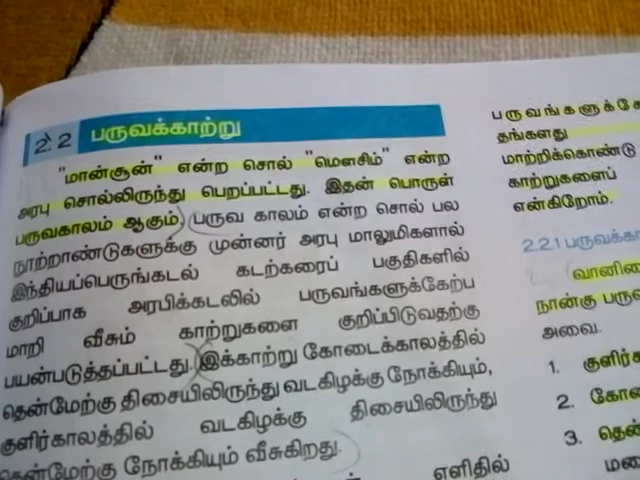 2.2 பருவக்காற்று
"மான்சூன்" என்ற சொல் "மௌசிம்" என்ற
அரபு சொல்லிருந்து பெறப்பட்டது. இதன் பொருள்
பருவகாலம் ஆகும். பருவ காலம் என்ற சொல் பல
நூற்றாண்டுகளுக்கு முன்னர் அரபு மாலுமிகளால்
இந்தியப்பெருங்கடல் கடற்கரைப் பகுதிகளில்
குறிப்பாக அரபிக்கடலில் பருவங்களுக்கேற்ப
மாறி வீசும் காற்றுகளை குறிப்பிடுவதற்கு
பயன்படுத்தப்பட்டது. இக்காற்று கோடைக்காலத்தில்
தென்மேற்கு திசையிலிருந்து வடகிழக்கு நோக்கியும்,
குளிர்காலத்தில் வடகிழக்கு திசையிலிருந்து
தென்மேற்கு நோக்கியும் வீசுகிறது.
எளிதில்
பருவங்களுக்கே
தங்களது
மாற்றிக்கொண்டு
காற்றுகளைப்
என்கிறோம்.
2.2.1 பருவக்கா
வானிலை
நான்கு பருவ
அவை.
1. குளிர்க
2. கோடை
3. தென்
மழை